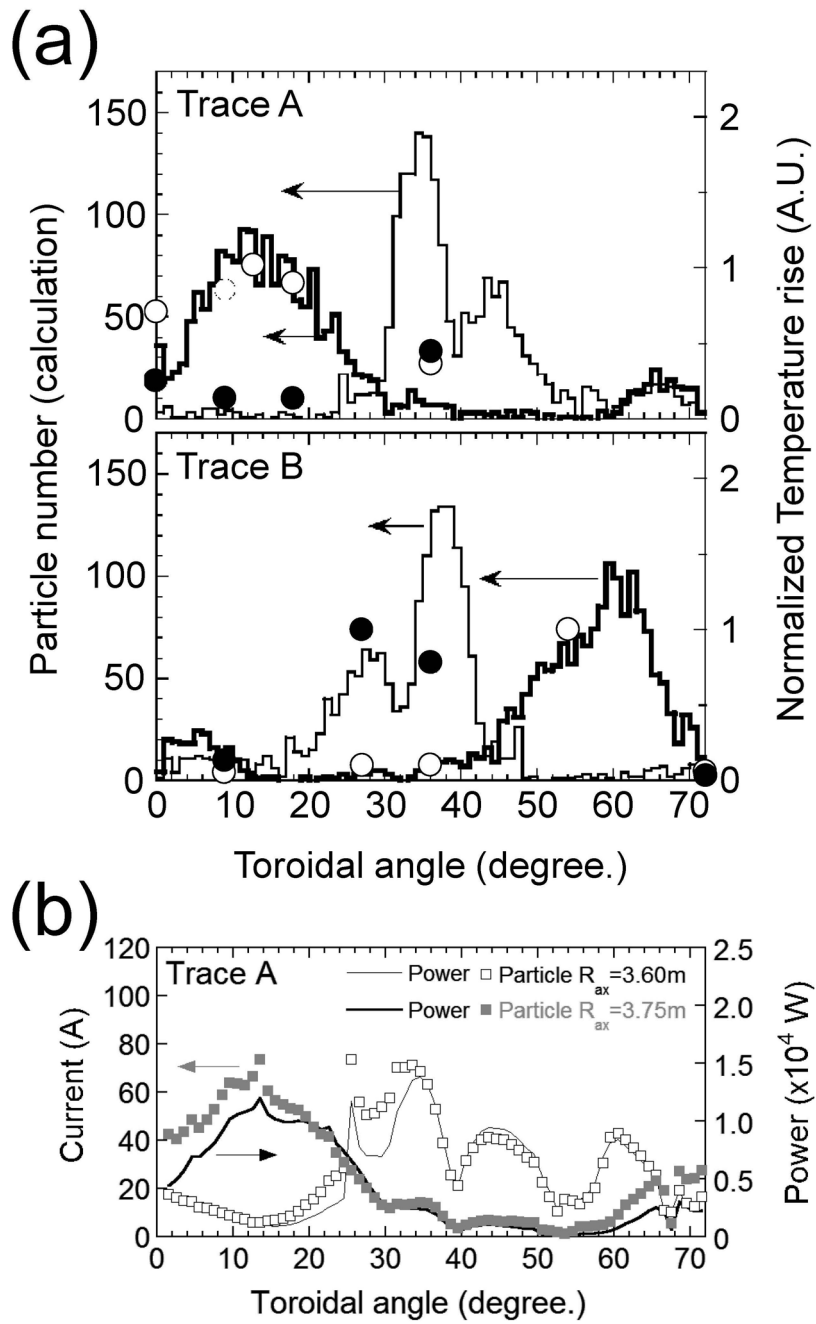 (a)
Trace A
150
100
50
0
2
1
0
Trace B
150
100
50
0
2
1
0
0 10 20 30 40 50 60 70
Particle number (calculation)
Normalized Temperature rise (A.U.)
Toroidal angle (degree.)
(b)
Trace A
Power Particle R_ax=3.60m
Power Particle R_ax=3.75m
120
100
80
60
40
20
0
2.5
2.0
1.5
1.0
0.5
0
0 10 20 30 40 50 60 70
Current (A)
Power (x10⁴ W)
Toroidal angle (degree.)